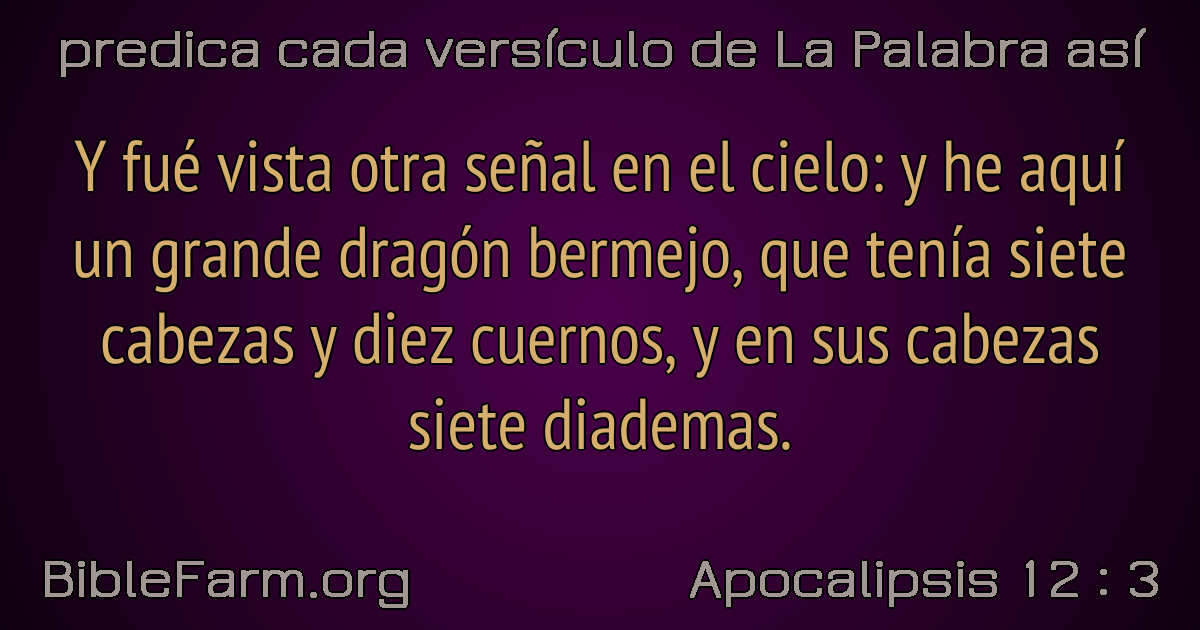 predica cada versículo de La Palabra así
Y fué vista otra señal en el cielo: y he aquí
un grande dragón bermejo, que tenía siete
cabezas y diez cuernos, y en sus cabezas
siete diademas.
BibleFarm.org
Apocalipsis 12 : 3